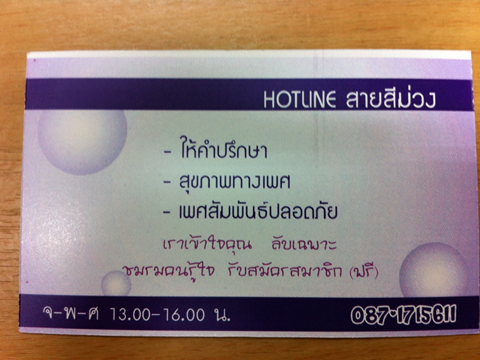 HOTLINE สายสีม่วง
- ให้คำปรึกษา
- สุขภาพทางเพศ
- เพศสัมพันธ์ปลอดภัย
เราเข้าใจคุณ ลับเฉพาะ
ชมรมคนรู้ใจ รับสมัครสมาชิก (ฟรี)
จ-พ-ศ 13.00-16.00 น. 087-1715611